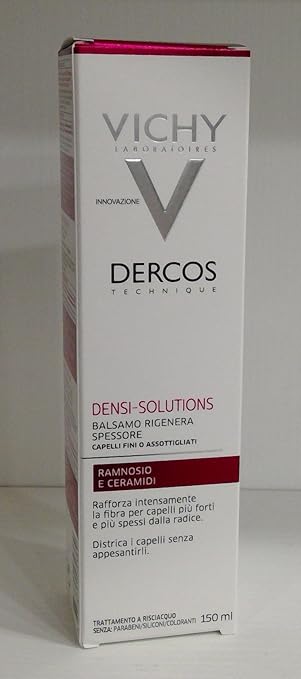 VICHY
LABORATOIRES
INNOVAZIONE
V
DERCOS
TECHNIQUE
DENSI-SOLUTIONS
BALSAMO RIGENERA
SPESSORE
CAPELLI FINI O ASSOTTIGLIATI
RAMNOSIO
E CERAMIDI
Rafforza intensamente
la fibra per capelli più forti
e più spessi dalla radice.
Districa i capelli senza
appesantirli.
TRATTAMENTO A RISCIACQUO
SENZA: PARABENI/SILICONI/COLORANTI
150 ml